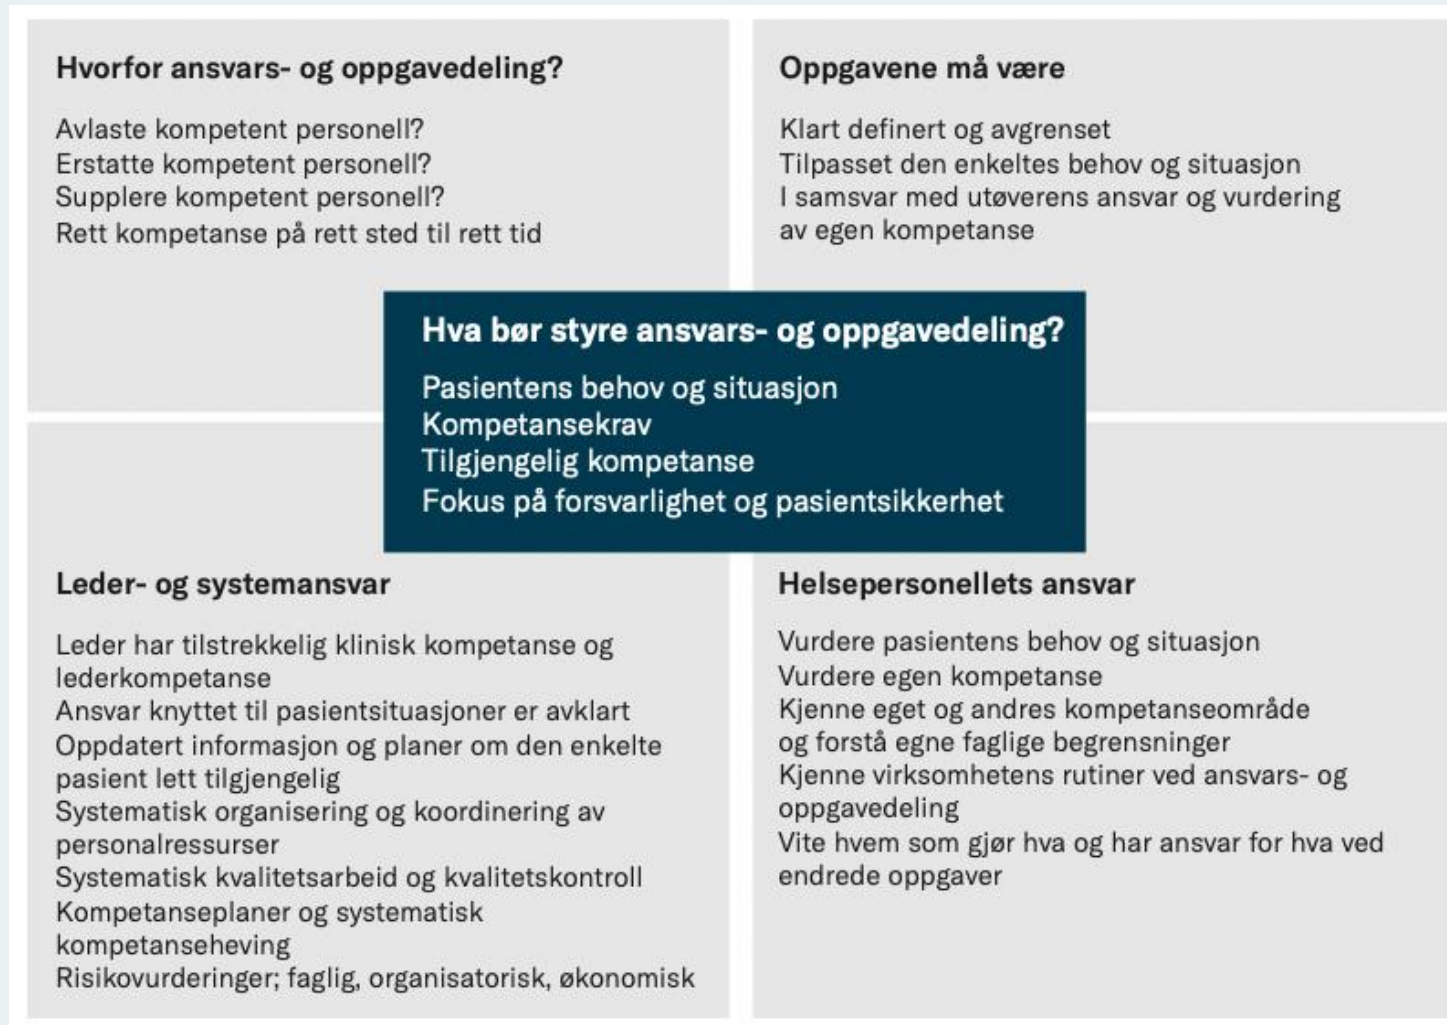 Hvorfor ansvars- og oppgavedeling?
Avlaste kompetent personell?
Erstatte kompetent personell?
Supplere kompetent personell?
Rett kompetanse på rett sted til rett tid
Oppgavene må være
Klart definert og avgrenset
Tilpasset den enkeltes behov og situasjon
I samsvar med utøverens ansvar og vurdering
av egen kompetanse
Hva bør styre ansvars- og oppgavedeling?
Pasientens behov og situasjon
Kompetansekrav
Tilgjengelig kompetanse
Fokus på forsvarlighet og pasientsikkerhet
Leder- og systemansvar
Leder har tilstrekkelig klinisk kompetanse og
lederkompetanse
Ansvar knyttet til pasientsituasjoner er avklart
Oppdatert informasjon og planer om den enkelte
pasient lett tilgjengelig
Systematisk organisering og koordinering av
personalressurser
Systematisk kvalitetsarbeid og kvalitetskontroll
Kompetanseplaner og systematisk
kompetanseheving
Risikovurderinger; faglig, organisatorisk, økonomisk
Helsepersonellets ansvar
Vurdere pasientens behov og situasjon
Vurdere egen kompetanse
Kjenne eget og andres kompetanseområde
og forstå egne faglige begrensninger
Kjenne virksomhetens rutiner ved ansvars- og
oppgavedeling
Vite hvem som gjør hva og har ansvar for hva ved
endrede oppgaver